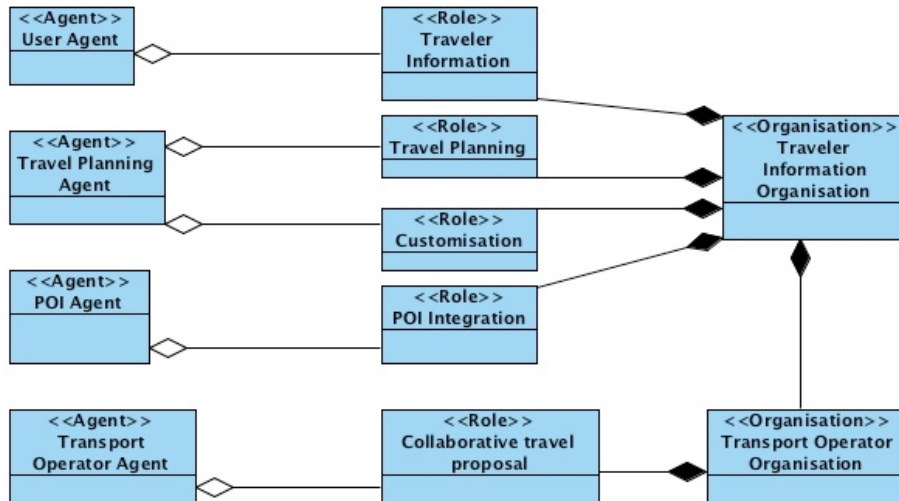 <<Agent>>
User Agent
<<Role>>
Traveler
Information
<<Agent>>
Travel Planning
Agent
<<Role>>
Travel Planning
<<Organisation>>
Traveler
Information
Organisation
<<Role>>
Customisation
<<Agent>>
POI Agent
<<Role>>
POI Integration
<<Agent>>
Transport
Operator Agent
<<Role>>
Collaborative travel
proposal
<<Organisation>>
Transport Operator
Organisation